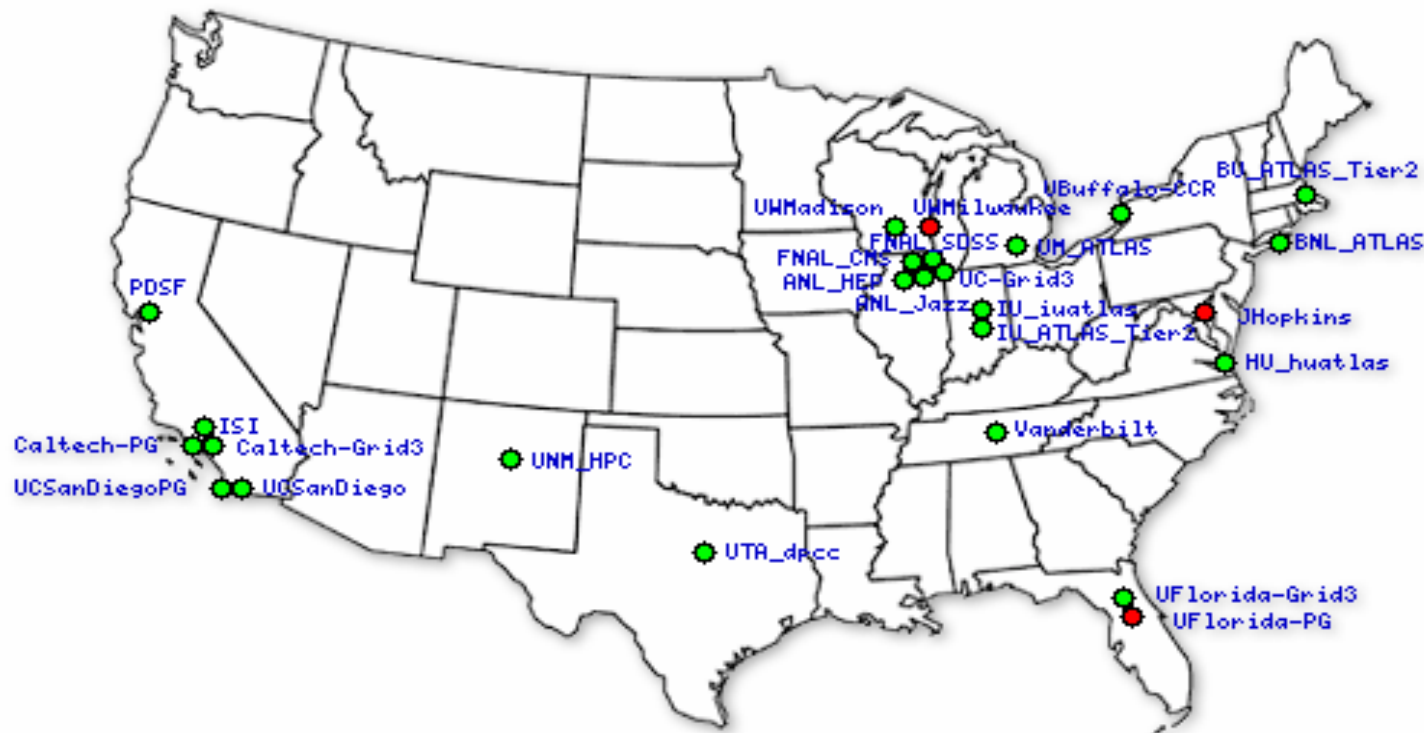 BU_ATLAS_Tier2
UBuffalo-CCR
UWMadison
UWMilwaukee
FNAL_SDSS
UM_ATLAS
BNL_ATLAS
FNAL_CMS
ANL_HEP
UC-Grid3
PDSF
ANL_Jazz
IU_iuatlas
JHopkins
IU_ATLAS_Tier2
HU_huatlas
ISI
Vanderbilt
Caltech-PG
Caltech-Grid3
UNM_HPC
UCSanDiegoPG
UCSanDiego
UTA_dpcc
UFlorida-Grid3
UFlorida-PG